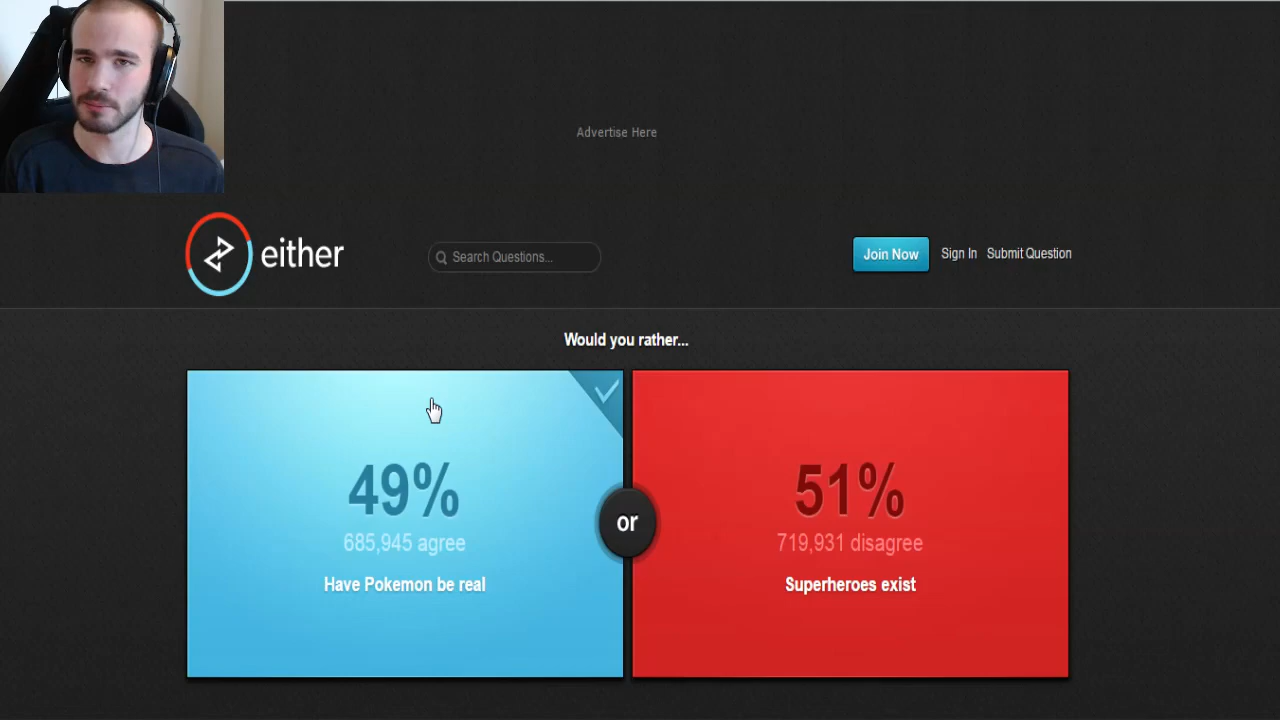 Advertise Here
either
Search Questions...
Join Now
Sign In
Submit Question
Would you rather...
49%
685,945 agree
Have Pokemon be real
or
51%
719,931 disagree
Superheroes exist